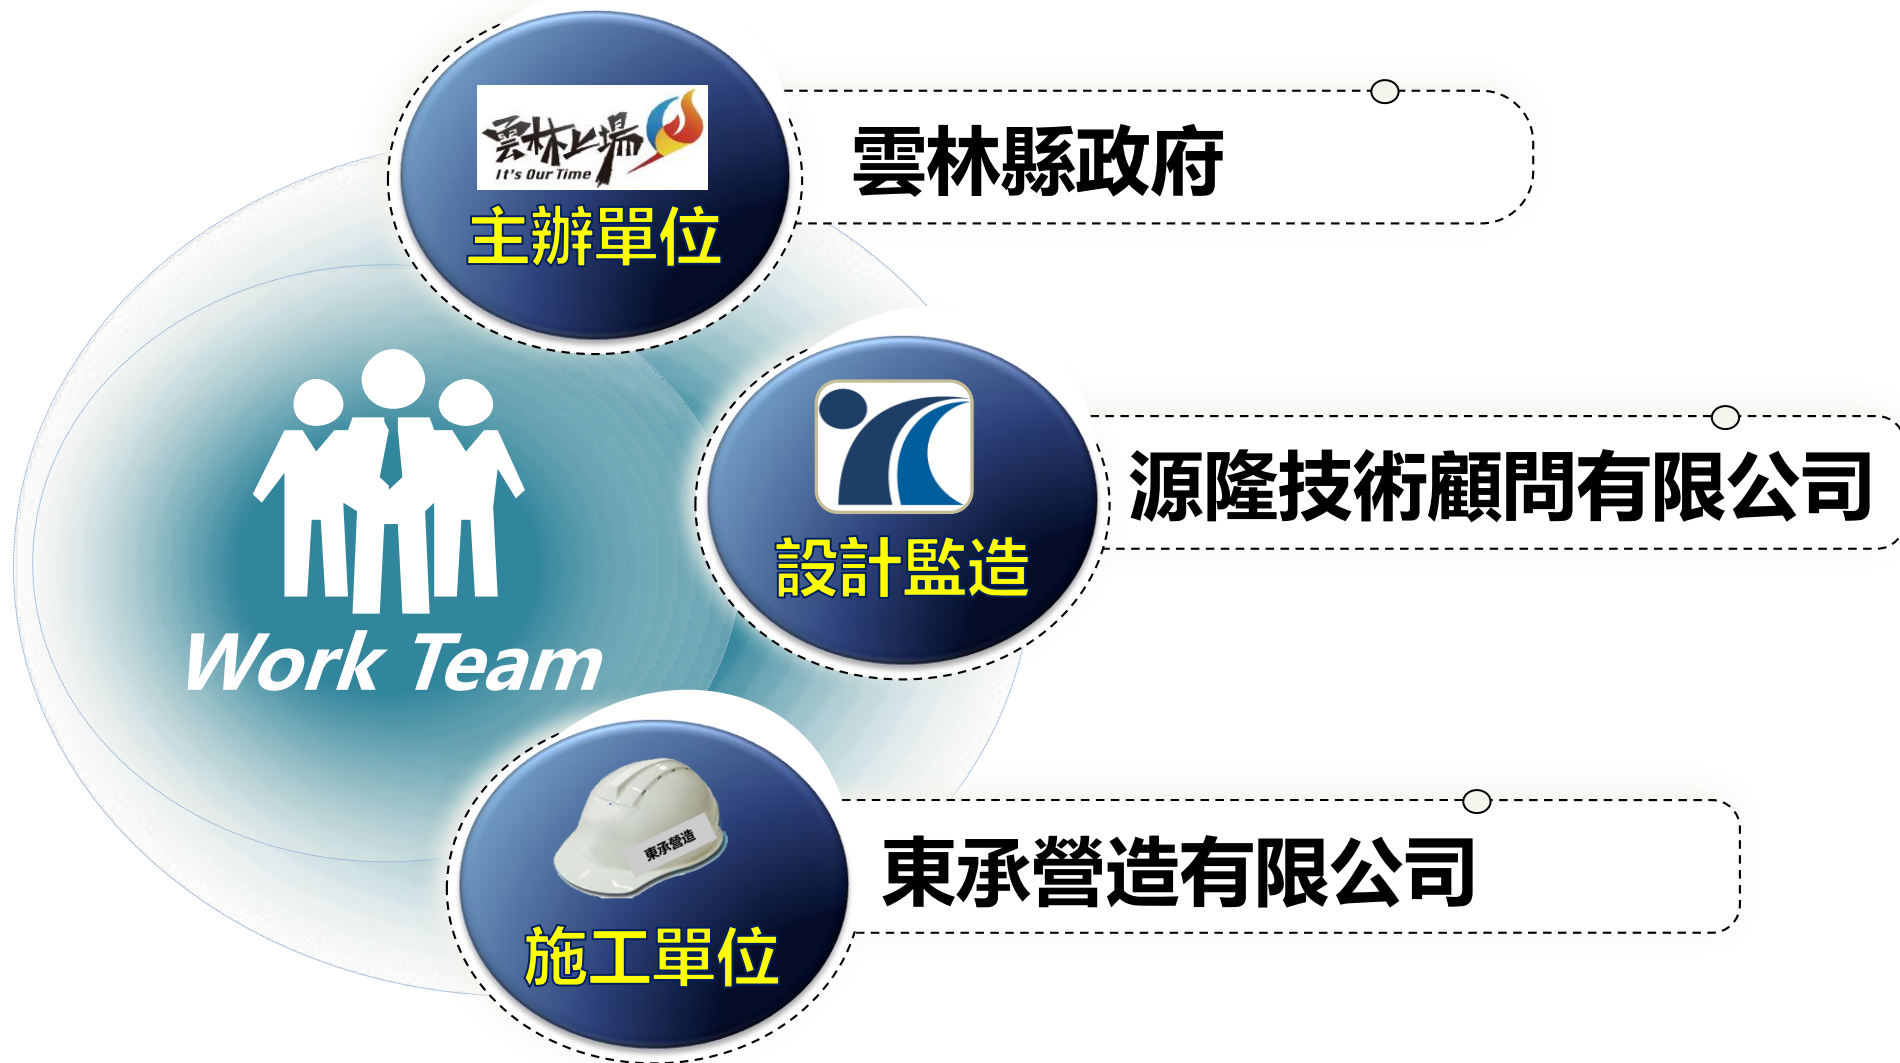 雲林上場
It's Our Time
主辦單位
雲林縣政府
源隆技術顧問有限公司
設計監造
Work Team
東承營造
東承營造有限公司
施工單位